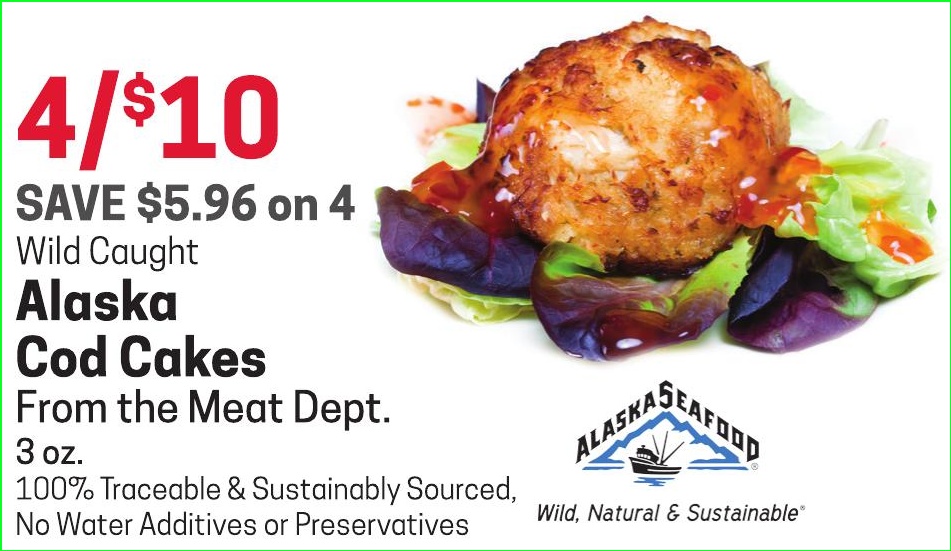 4/$10
SAVE $5.96 on 4
Wild Caught
Alaska
Cod Cakes
From the Meat Dept.
3 oz.
100% Traceable & Sustainably Sourced,
No Water Additives or Preservatives
ALASKA SEAFOOD®
Wild, Natural & Sustainable®